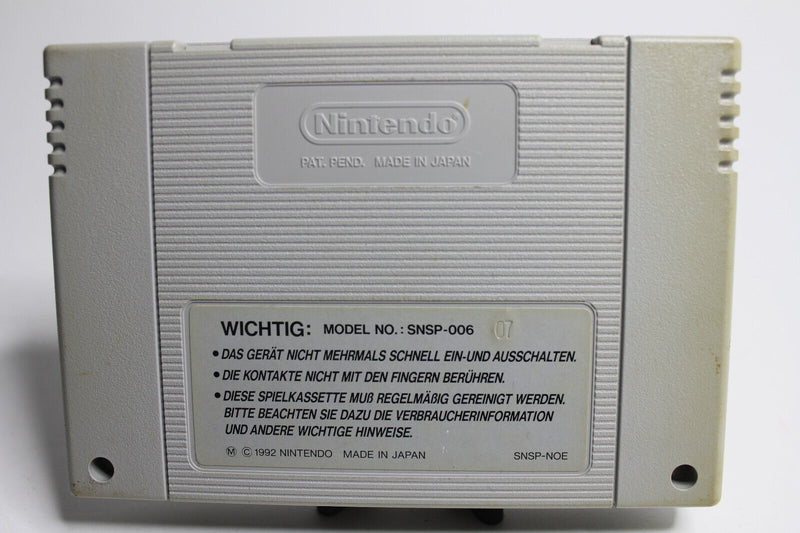 Nintendo
PAT. PEND. MADE IN JAPAN
WICHTIG: MODEL NO.: SNSP-006 07
• DAS GERÄT NICHT MEHRMALS SCHNELL EIN-UND AUSSCHALTEN.
• DIE KONTAKTE NICHT MIT DEN FINGERN BERÜHREN.
• DIESE SPIELKASSETTE MUß REGELMÄßIG GEREINIGT WERDEN.
BITTE BEACHTEN SIE DAZU DIE VERBRAUCHERINFORMATION
UND ANDERE WICHTIGE HINWEISE.
Ⓜ © 1992 NINTENDO MADE IN JAPAN SNSP-NOE